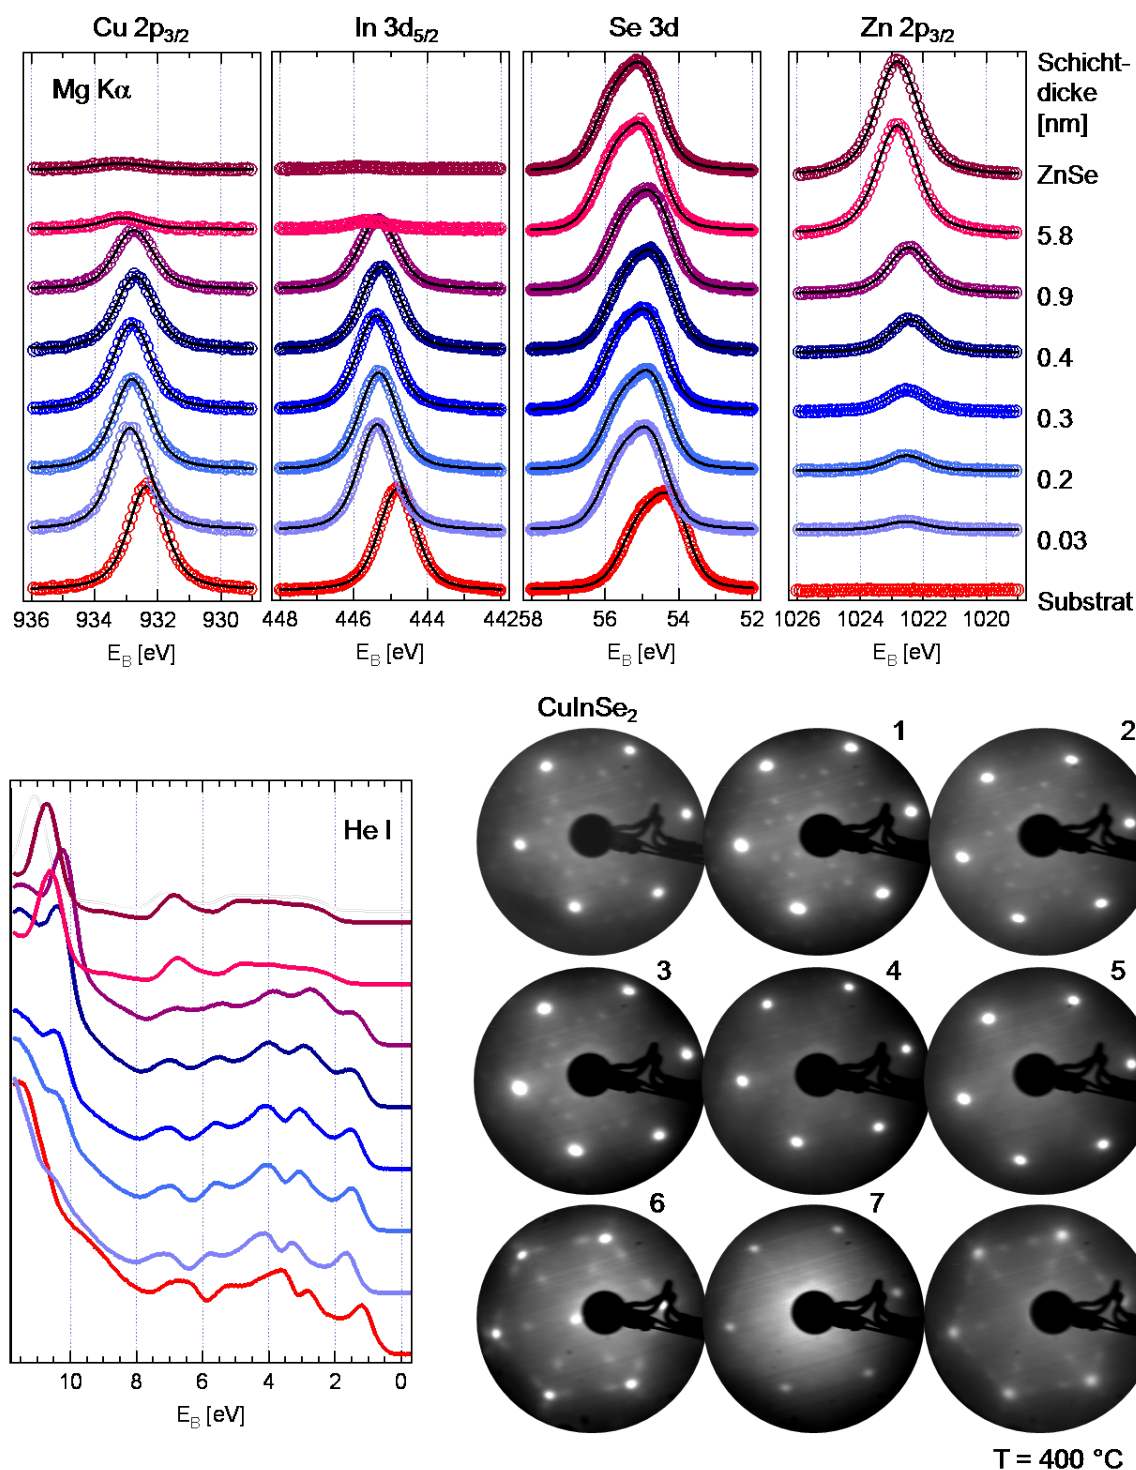 Cu 2p3/2 In 3d5/2 Se 3d Zn 2p3/2
Mg Kα
Schicht-
dicke
[nm]
ZnSe
5.8
0.9
0.4
0.3
0.2
0.03
Substrat
936 934 932 930 448 446 444 442 58 56 54 52 1026 1024 1022 1020
EB [eV] EB [eV] EB [eV] EB [eV]
CuInSe2
1
2
He I
3
4
5
6
7
10 8 6 4 2 0
EB [eV]
T = 400 °C